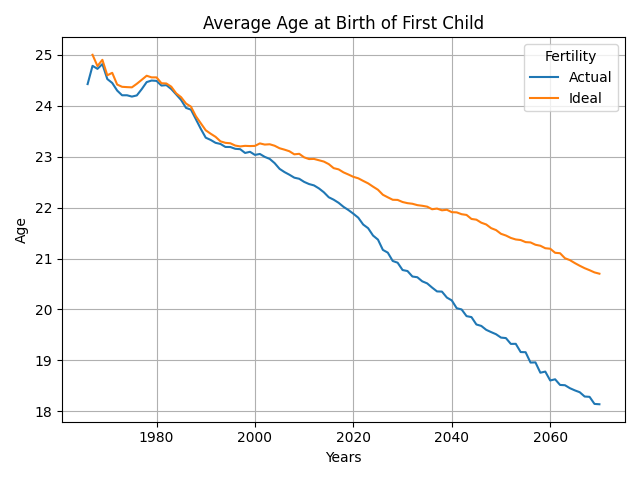 Average Age at Birth of First Child
Fertility
Actual
Ideal
Age
25
24
23
22
21
20
19
18
1980
2000
2020
2040
2060
Years